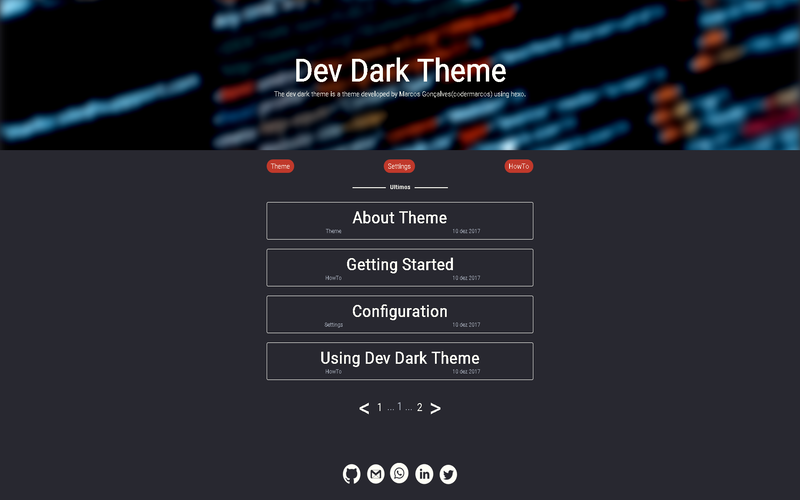 Dev Dark Theme
The dev dark theme is a theme developed by Marcos Gonçalves(codermarcos) using hexo.
Theme Settings HowTo
Ultimos
About Theme
Theme 10 dez 2017
Getting Started
HowTo 10 dez 2017
Configuration
Settings 10 dez 2017
Using Dev Dark Theme
HowTo 10 dez 2017
< 1 ... 1 ... 2 >